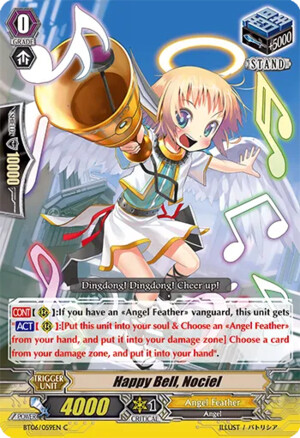 0
GRADE
+5000
STAND
SHIELD
10000
Dingdong! Dingdong! Cheer up!
CONT【 】:If you have an «Angel Feather» vanguard, this unit gets
ACT【 】:[Put this unit into your soul & Choose an «Angel Feather»
from your hand, and put it into your damage zone] Choose a card
from your damage zone, and put it into your hand".
TRIGGER UNIT
Happy Bell, Nociel
POWER
4000
1
CRITICAL
Angel Feather
Angel
BT06/059EN C
ILLUST / パトリシア